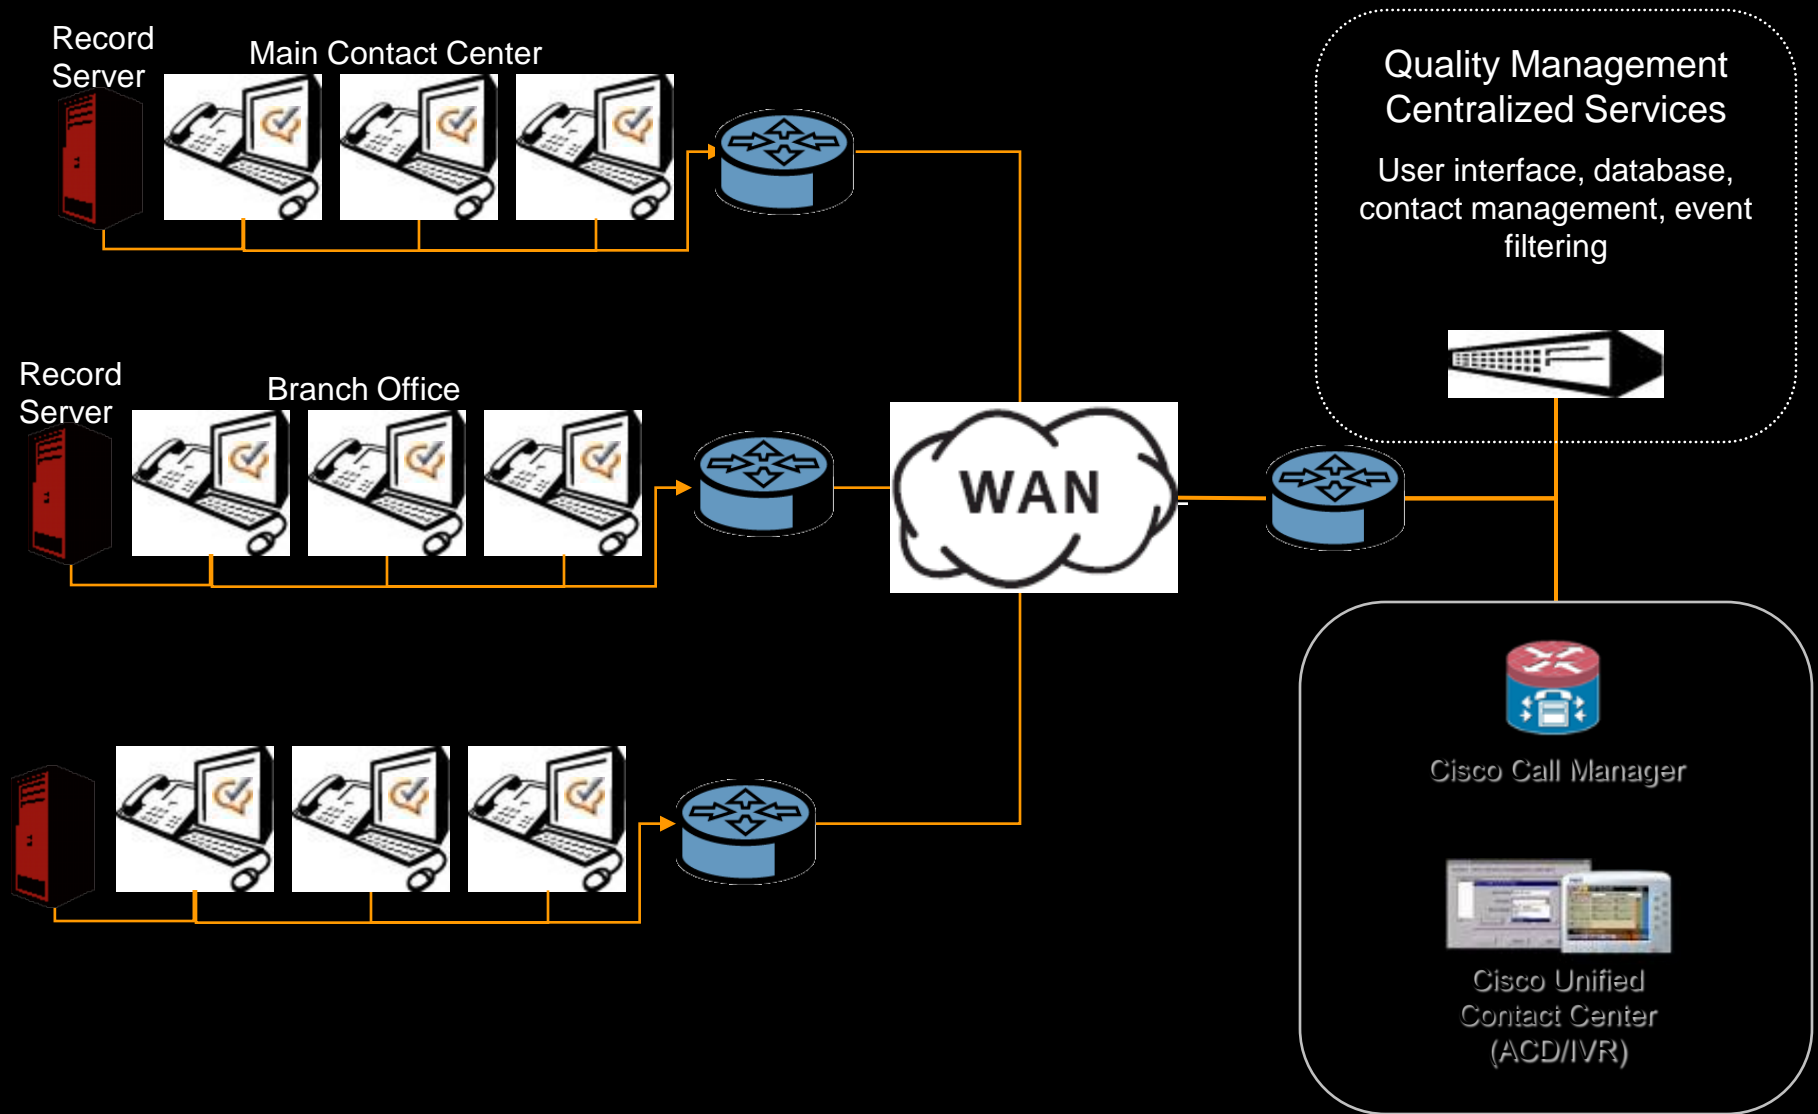 Record
Server
Main Contact Center
Quality Management
Centralized Services
User interface, database,
contact management, event
filtering
Record
Server
Branch Office
WAN
Cisco Call Manager
Cisco Unified
Contact Center
(ACD/IVR)